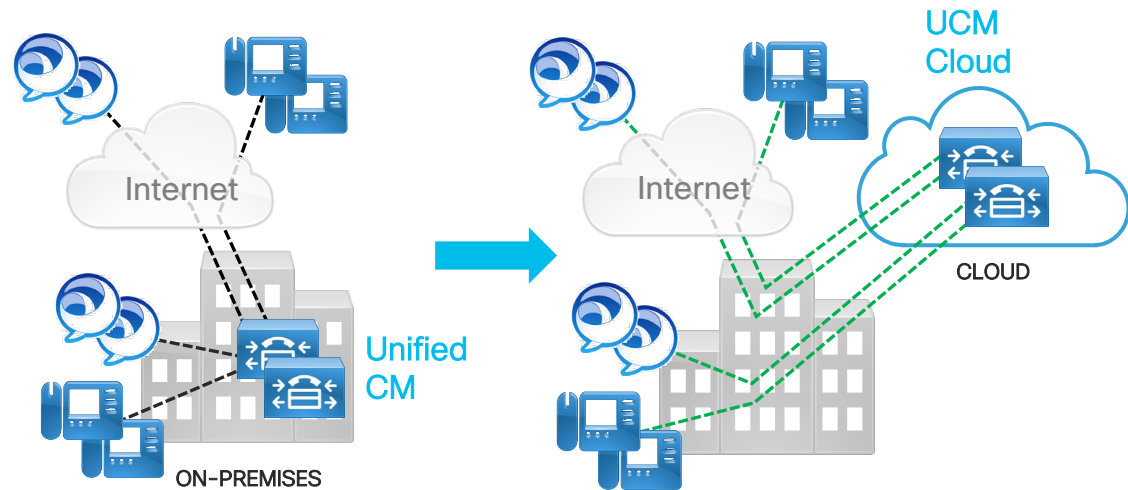 Internet
Unified
CM
ON-PREMISES
UCM
Cloud
Internet
CLOUD